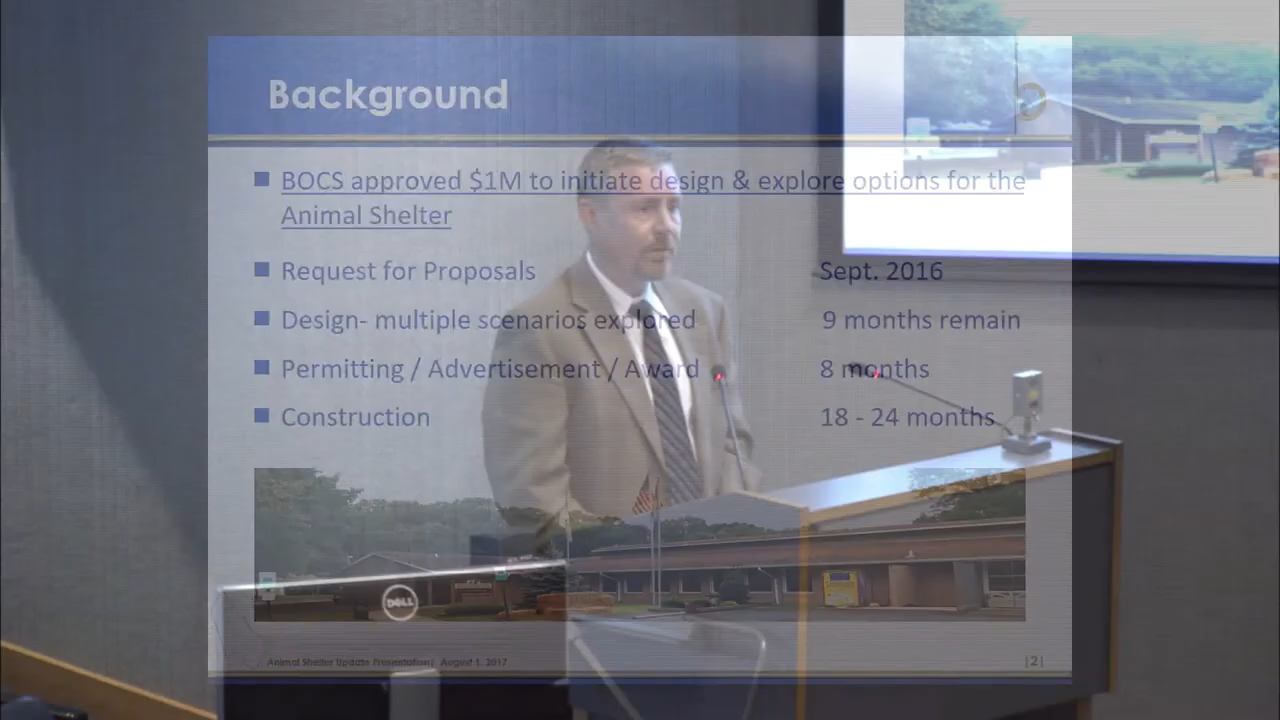 Background
BOCS approved $1M to initiate design & explore options for the
Animal Shelter
Request for Proposals Sept. 2016
Design- multiple scenarios explored 9 months remain
Permitting / Advertisement / Award 8 months
Construction 18 - 24 months
DELL
Animal Shelter Update Presentation| August 1, 2017 |2|